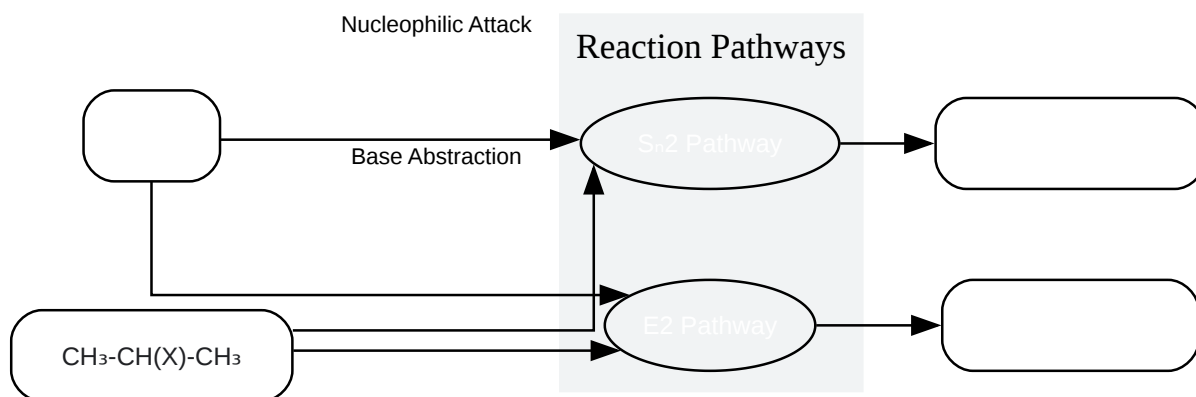 Nucleophilic Attack
Reaction Pathways
Sₙ2 Pathway
Base Abstraction
E2 Pathway
CH₃-CH(X)-CH₃